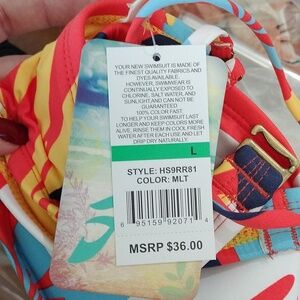 YOUR NEW SWIMSUIT IS MADE OF
THE FINEST QUALITY FABRICS AND
DYES AVAILABLE.
HOWEVER, SWIMWEAR IS
CONTINUALLY EXPOSED TO
CHLORINE, SALT WATER, AND
SUNLIGHT AND CAN NOT BE
GUARANTEED
100% COLOR FAST.
TO HELP YOUR SWIMSUIT LAST
LONGER AND KEEP COLORS MORE
ALIVE, RINSE THEM IN COOL FRESH
WATER AFTER EACH USE AND LET
DRIP DRY NATURALLY.
L
STYLE: HS9RR81
COLOR: MLT
6 95159 92071 4
MSRP $36.00